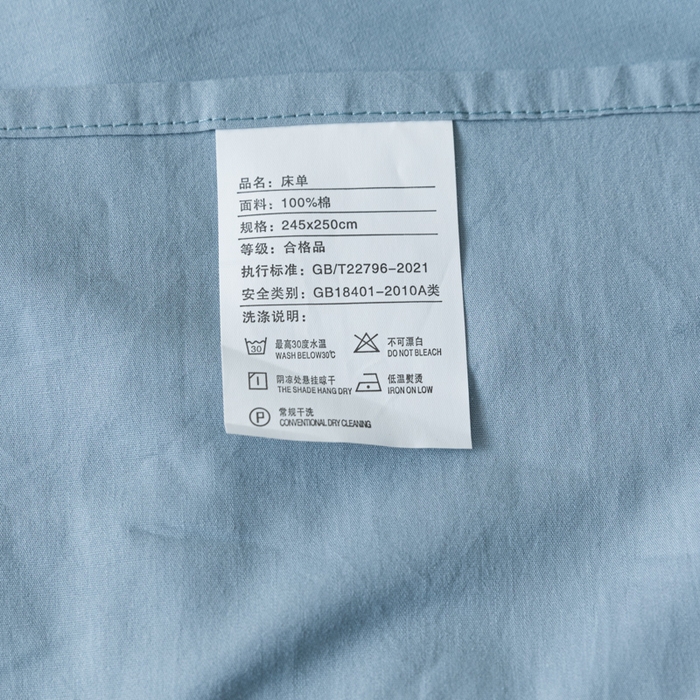 品名：床单
面料：100%棉
规格：245x250cm
等级：合格品
执行标准：GB/T22796-2021
安全类别：GB18401-2010A类
洗涤说明：
30 最高30度水温 不可漂白
WASH BELOW30℃ DO NOT BLEACH
阴凉处悬挂晾干 低温熨烫
THE SHADE HANG DRY IRON ON LOW
P 常规干洗
CONVENTIONAL DRY CLEANING